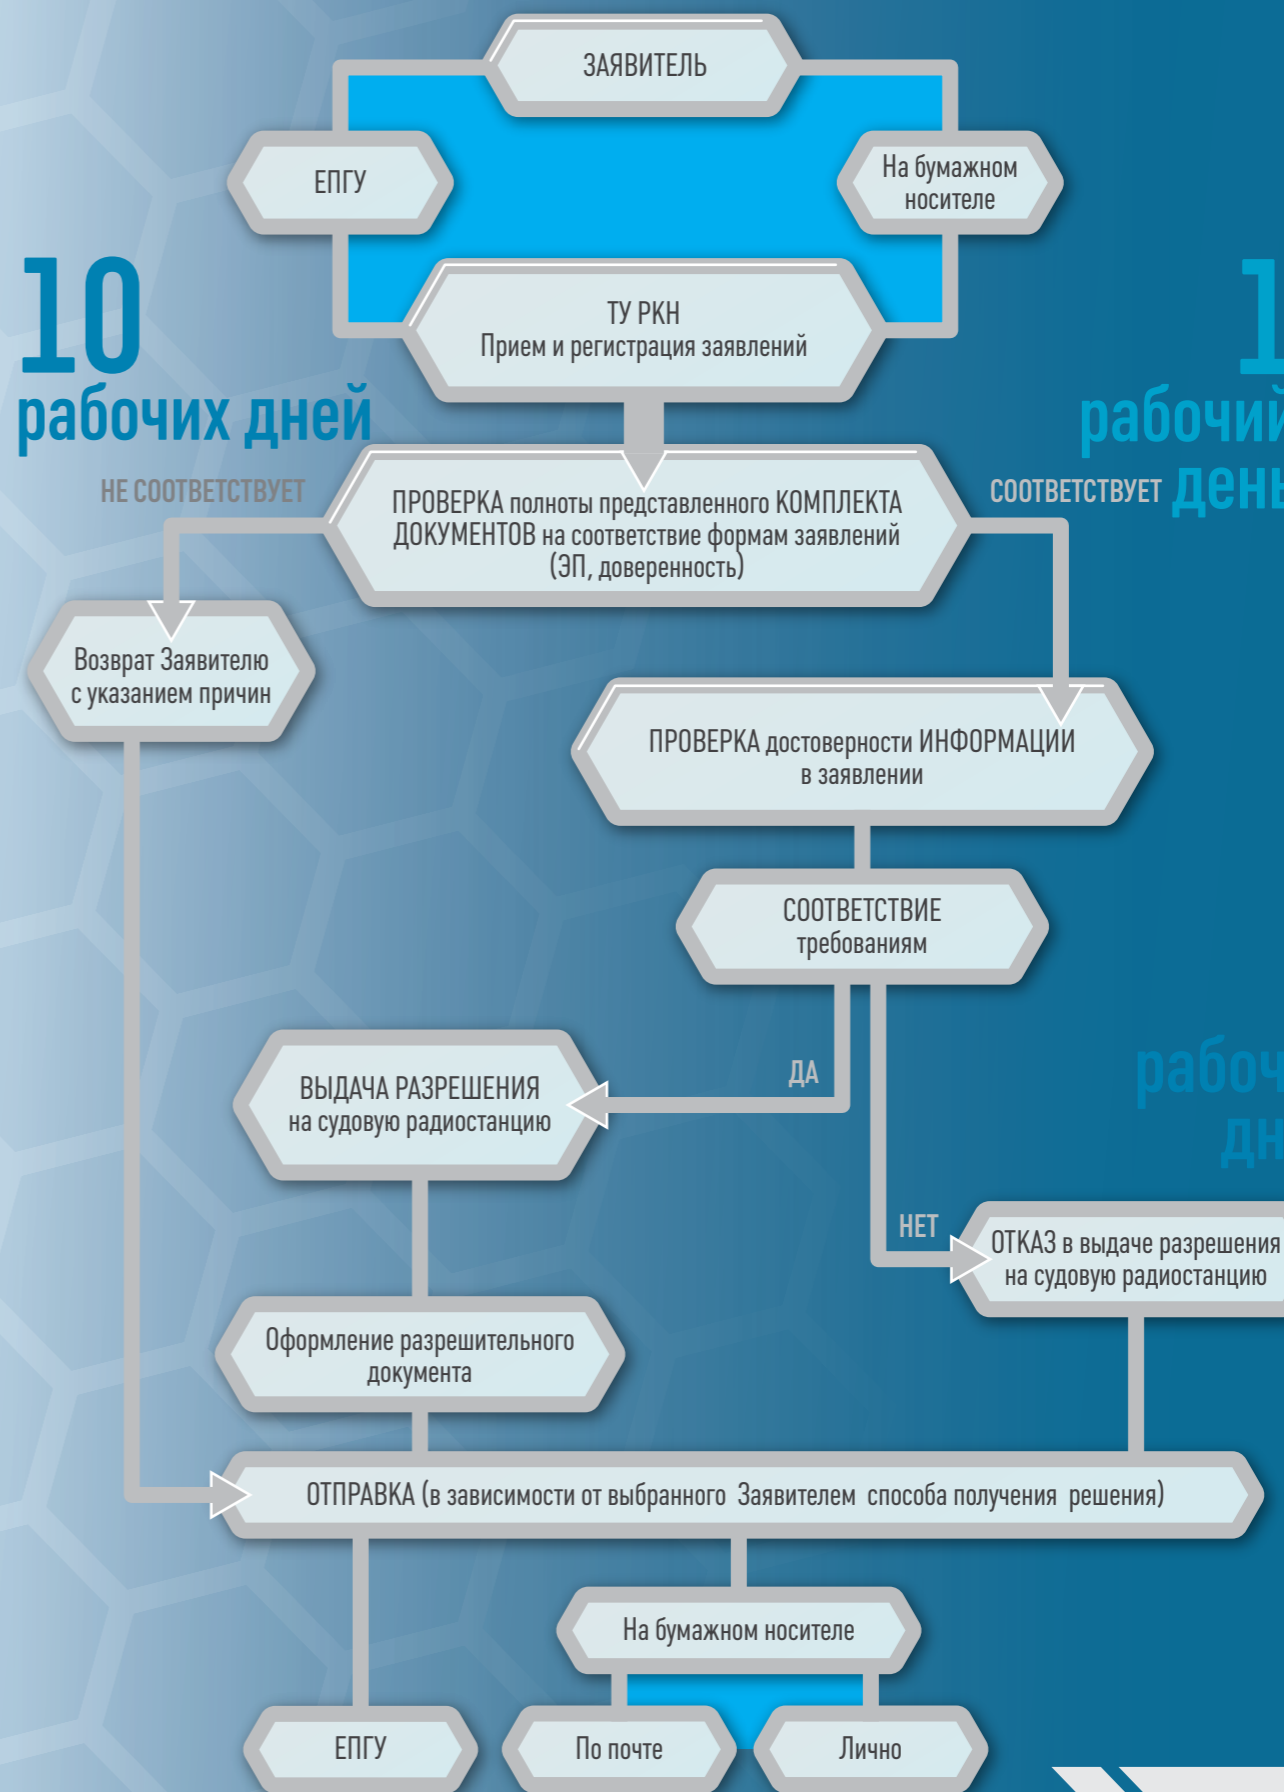 ЗАЯВИТЕЛЬ
ЕПГУ
На бумажном
носителе
10
рабочих дней
ТУ РКН
Прием и регистрация заявлений
НЕ СООТВЕТСТВУЕТ
ПРОВЕРКА полноты представленного КОМПЛЕКТА
ДОКУМЕНТОВ на соответствие формам заявлений
(ЭП, доверенность)
1
рабочий
СООТВЕТСТВУЕТ день
Возврат Заявителю
с указанием причин
ПРОВЕРКА достоверности ИНФОРМАЦИИ
в заявлении
СООТВЕТСТВИЕ
требованиям
ДА
ВЫДАЧА РАЗРЕШЕНИЯ
на судовую радиостанцию
НЕТ
ОТКАЗ в выдаче разрешения
на судовую радиостанцию
Оформление разрешительного
документа
ОТПРАВКА (в зависимости от выбранного Заявителем способа получения решения)
На бумажном носителе
ЕПГУ
По почте
Лично